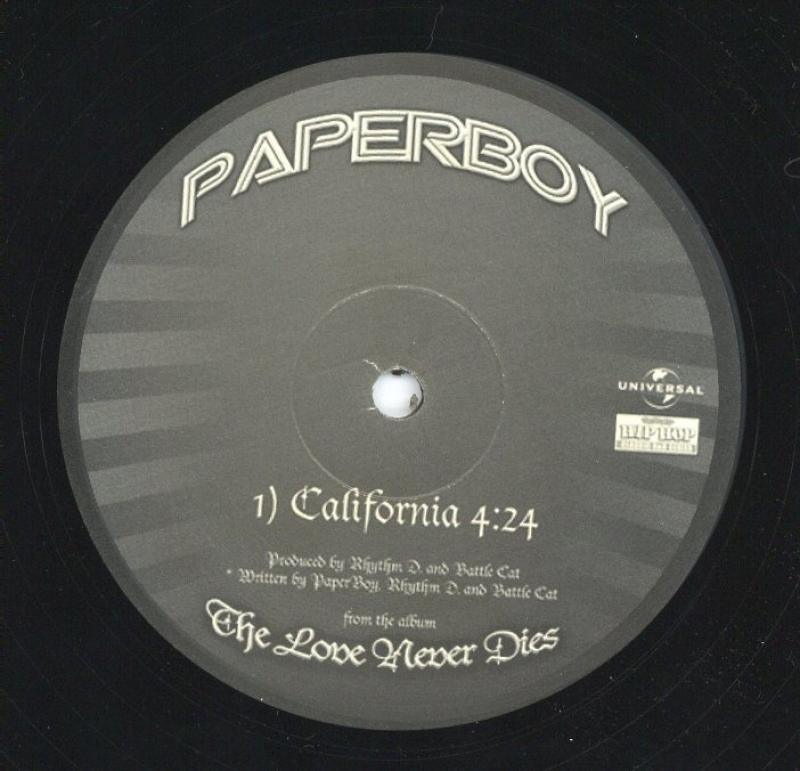 PAPERBOY
UNIVERSAL
HIP HOP
1) California 4:24
Produced by Rhythm D. and Battle Cat
* Written by PaperBoy, Rhythm D. and Battle Cat
from the album
The Love Never Dies